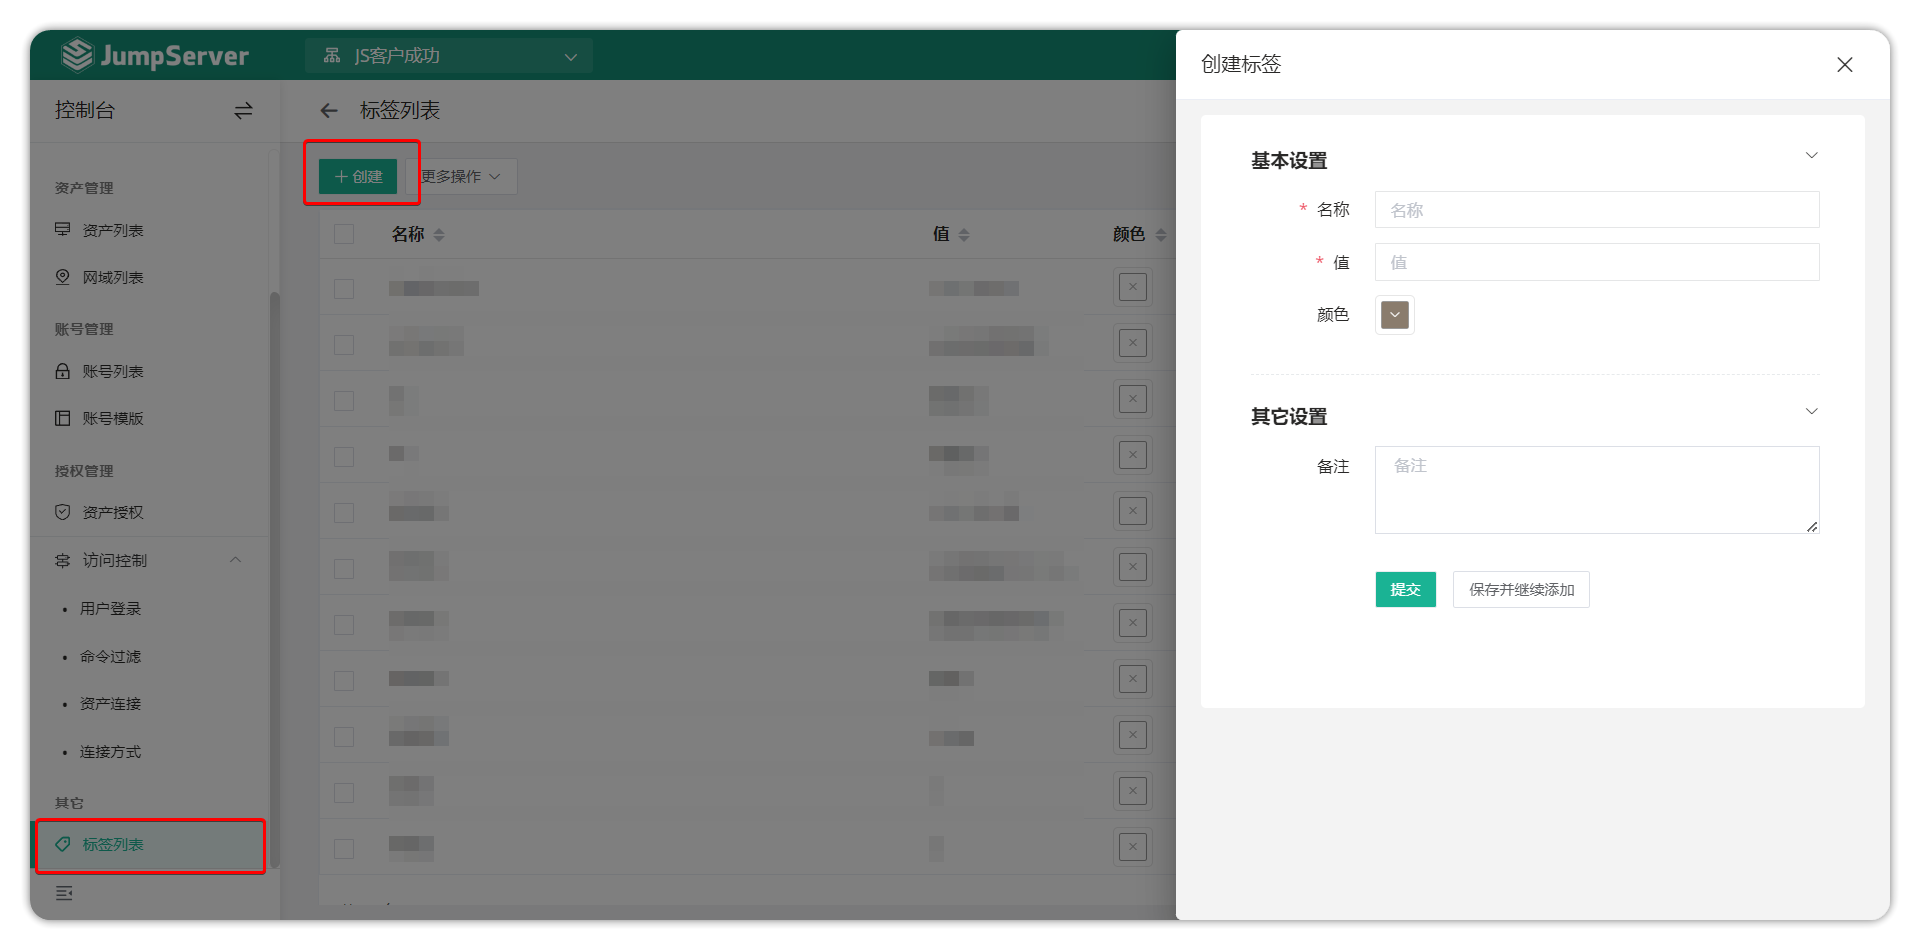 JumpServer
JS客户成功
控制台
资产管理
资产列表
网域列表
账号管理
账号列表
账号模版
授权管理
资产授权
访问控制
用户登录
命令过滤
资产连接
连接方式
其它
标签列表
标签列表
创建
更多操作
名称
值
颜色
创建标签
基本设置
* 名称
名称
* 值
值
颜色
其它设置
备注
备注
提交
保存并继续添加